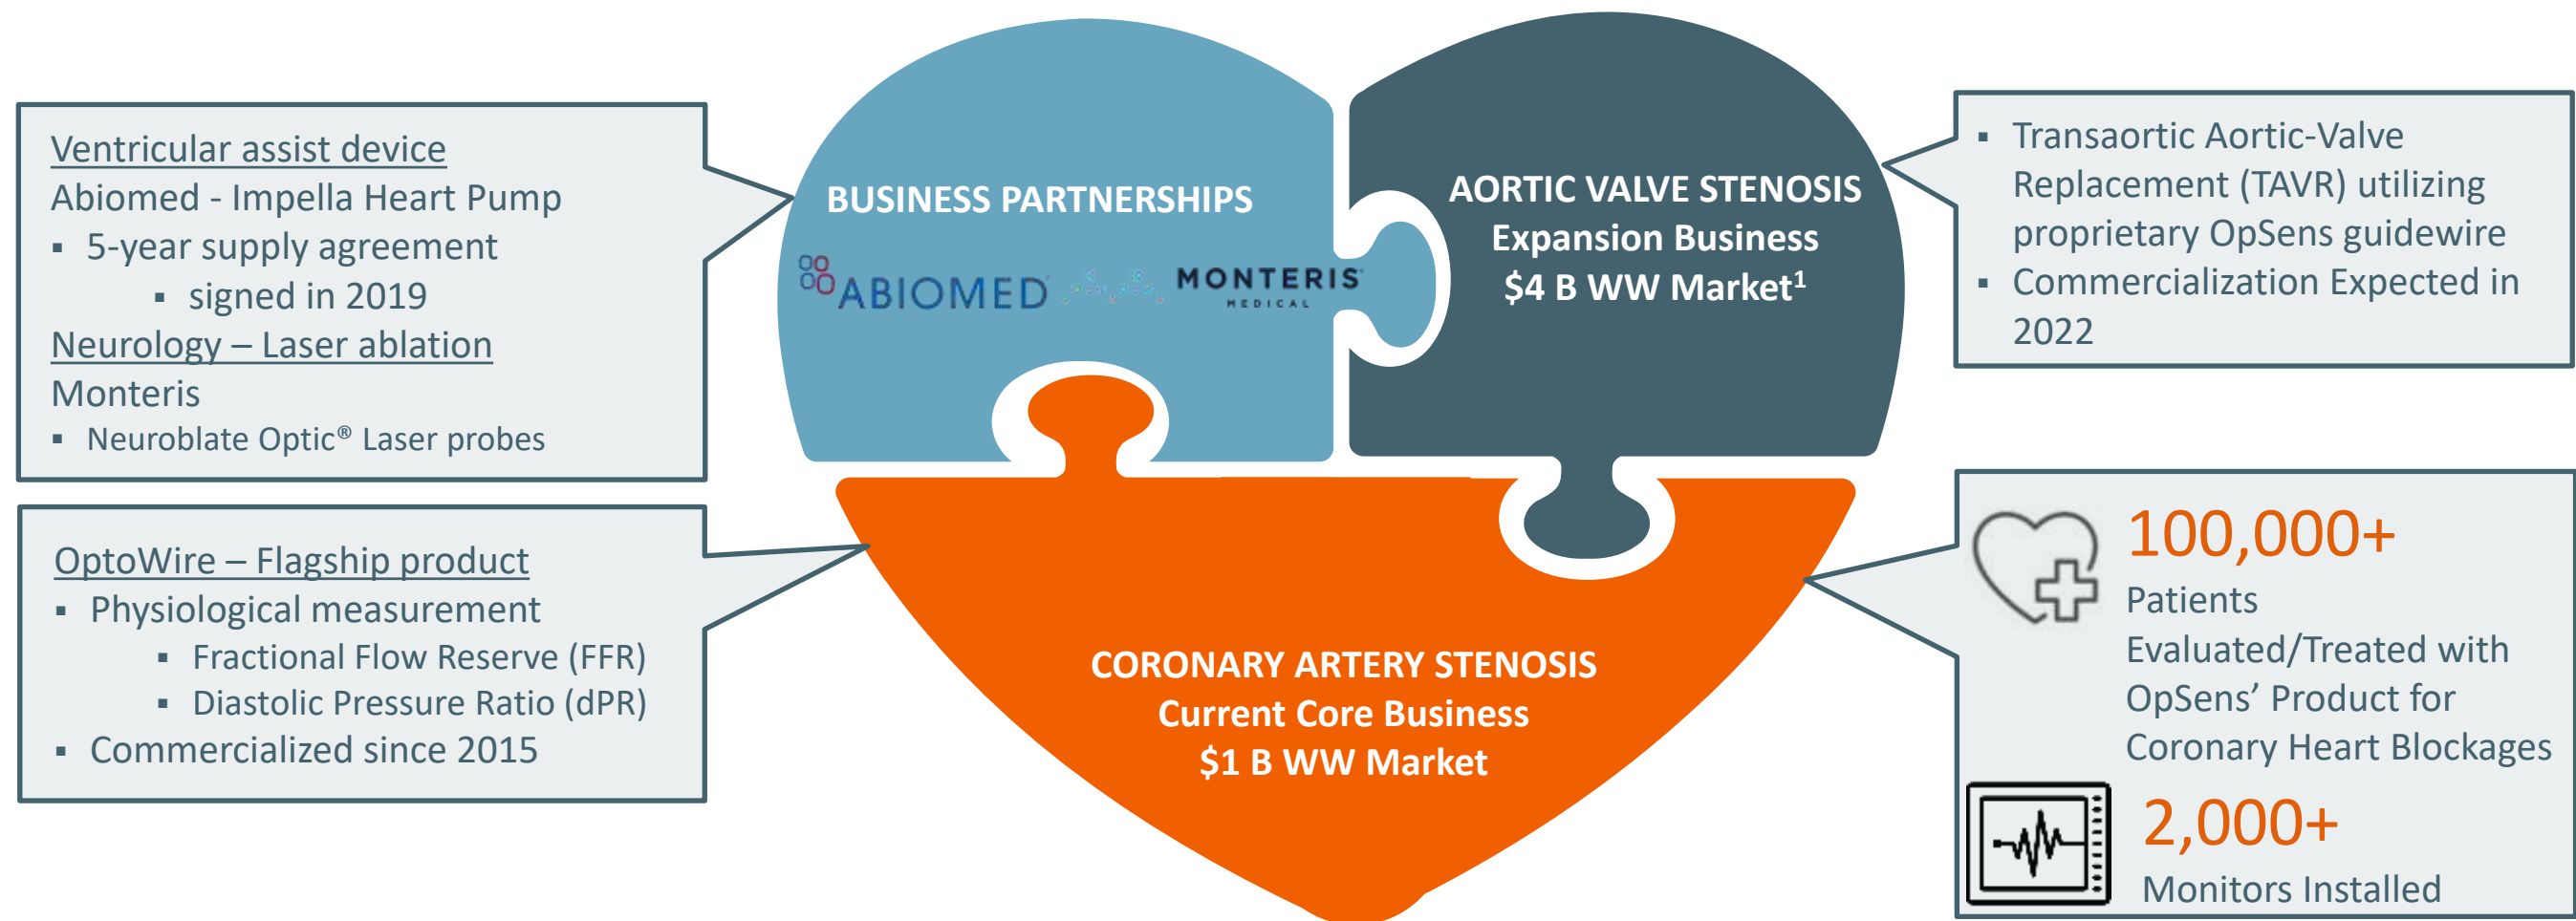 Ventricular assist device
Abiomed - Impella Heart Pump
▪ 5-year supply agreement
▪ signed in 2019
Neurology – Laser ablation
Monteris
▪ Neuroblate Optic® Laser probes
BUSINESS PARTNERSHIPS
ABIOMED
MONTERIS
MEDICAL
AORTIC VALVE STENOSIS
Expansion Business
$4 B WW Market¹
▪ Transaortic Aortic-Valve
Replacement (TAVR) utilizing
proprietary OpSens guidewire
▪ Commercialization Expected in
2022
OptoWire – Flagship product
▪ Physiological measurement
▪ Fractional Flow Reserve (FFR)
▪ Diastolic Pressure Ratio (dPR)
▪ Commercialized since 2015
CORONARY ARTERY STENOSIS
Current Core Business
$1 B WW Market
100,000+
Patients
Evaluated/Treated with
OpSens’ Product for
Coronary Heart Blockages
2,000+
Monitors Installed